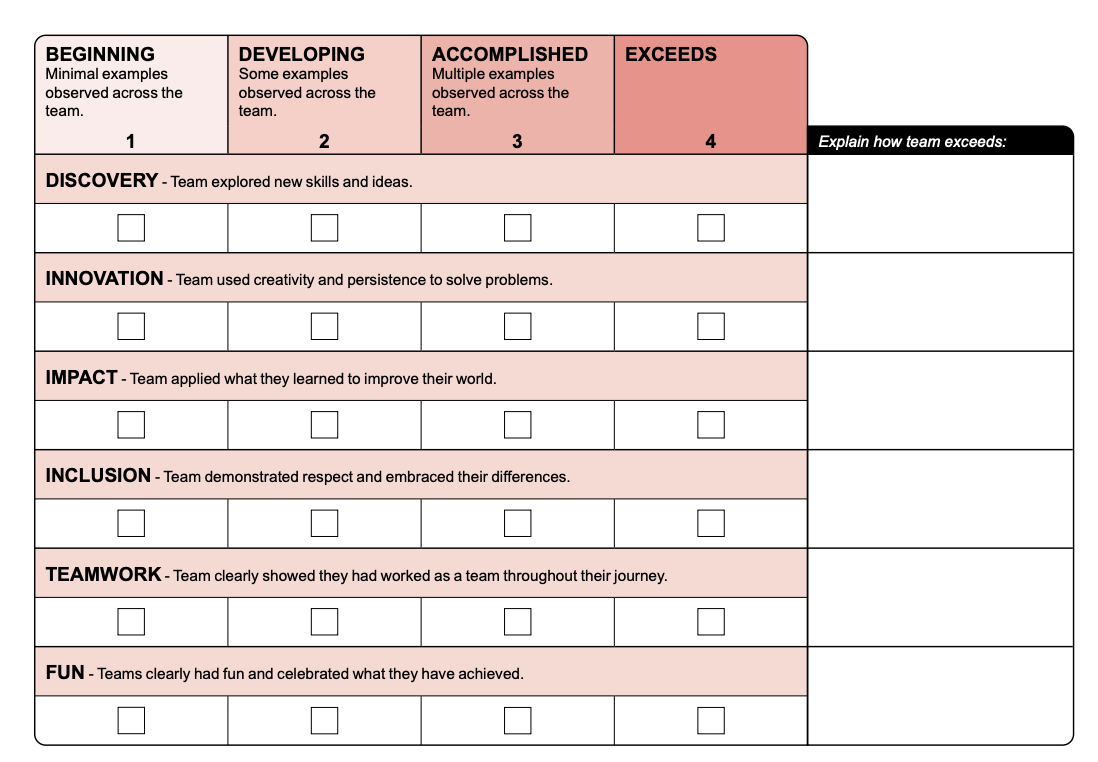 BEGINNING
Minimal examples
observed across the
team.
1
DEVELOPING
Some examples
observed across the
team.
2
ACCOMPLISHED
Multiple examples
observed across the
team.
3
EXCEEDS
4
Explain how team exceeds:
DISCOVERY - Team explored new skills and ideas.
INNOVATION - Team used creativity and persistence to solve problems.
IMPACT - Team applied what they learned to improve their world.
INCLUSION - Team demonstrated respect and embraced their differences.
TEAMWORK - Team clearly showed they had worked as a team throughout their journey.
FUN - Teams clearly had fun and celebrated what they have achieved.